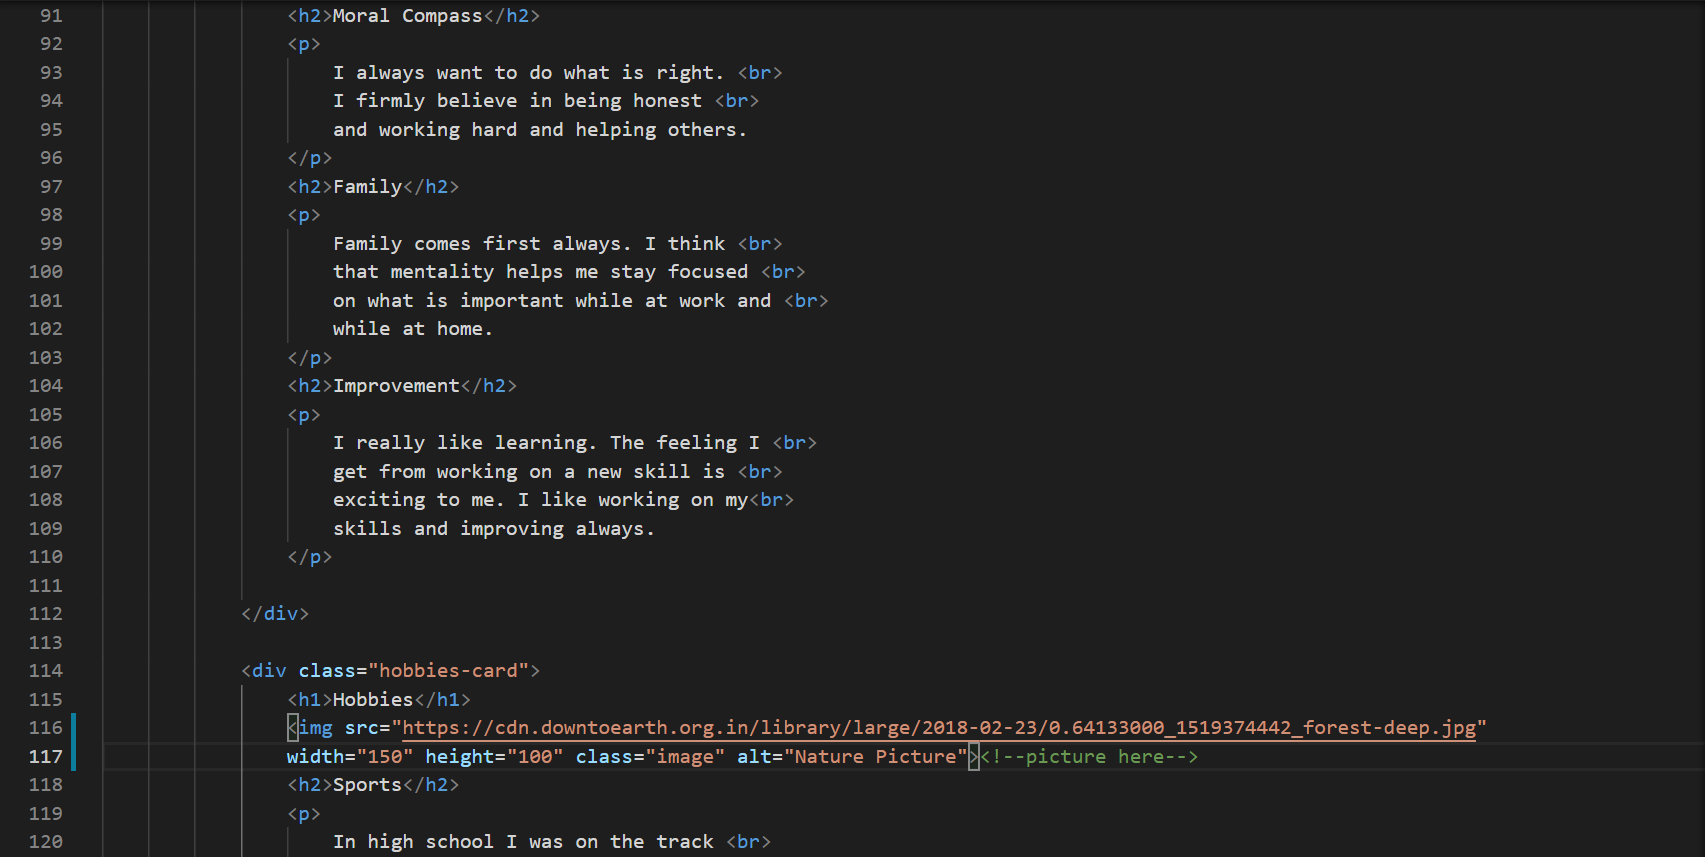 91 <h2>Moral Compass</h2>
92 <p>
93 I always want to do what is right. <br>
94 I firmly believe in being honest <br>
95 and working hard and helping others.
96 </p>
97 <h2>Family</h2>
98 <p>
99 Family comes first always. I think <br>
100 that mentality helps me stay focused <br>
101 on what is important while at work and <br>
102 while at home.
103 </p>
104 <h2>Improvement</h2>
105 <p>
106 I really like learning. The feeling I <br>
107 get from working on a new skill is <br>
108 exciting to me. I like working on my<br>
109 skills and improving always.
110 </p>
111
112 </div>
113
114 <div class="hobbies-card">
115 <h1>Hobbies</h1>
116 <img src="https://cdn.downtoearth.org.in/library/large/2018-02-23/0.64133000_1519374442_forest-deep.jpg"
117 width="150" height="100" class="image" alt="Nature Picture"><!--picture here-->
118 <h2>Sports</h2>
119 <p>
120 In high school I was on the track <br>